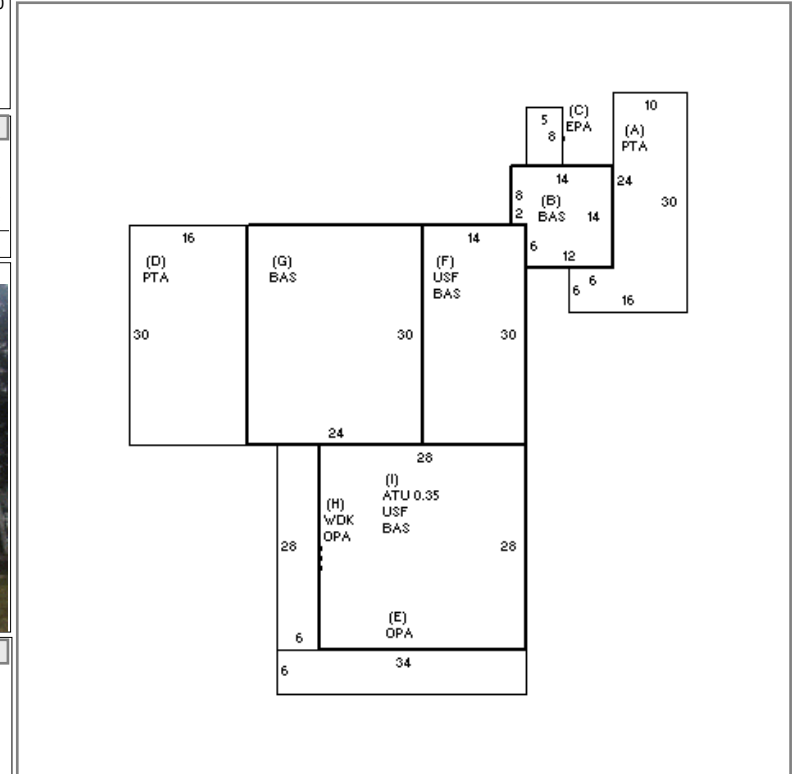 10
(C)
EPA
5
8
(A)
PTA
14
24
8
(B)
BAS
30
2
14
16
14
6
12
(D)
PTA
(G)
BAS
(F)
USF
BAS
6
6
16
30
30
30
24
28
(I)
ATU 0.35
USF
BAS
(H)
WDK
OPA
28
28
(E)
OPA
6
34
6